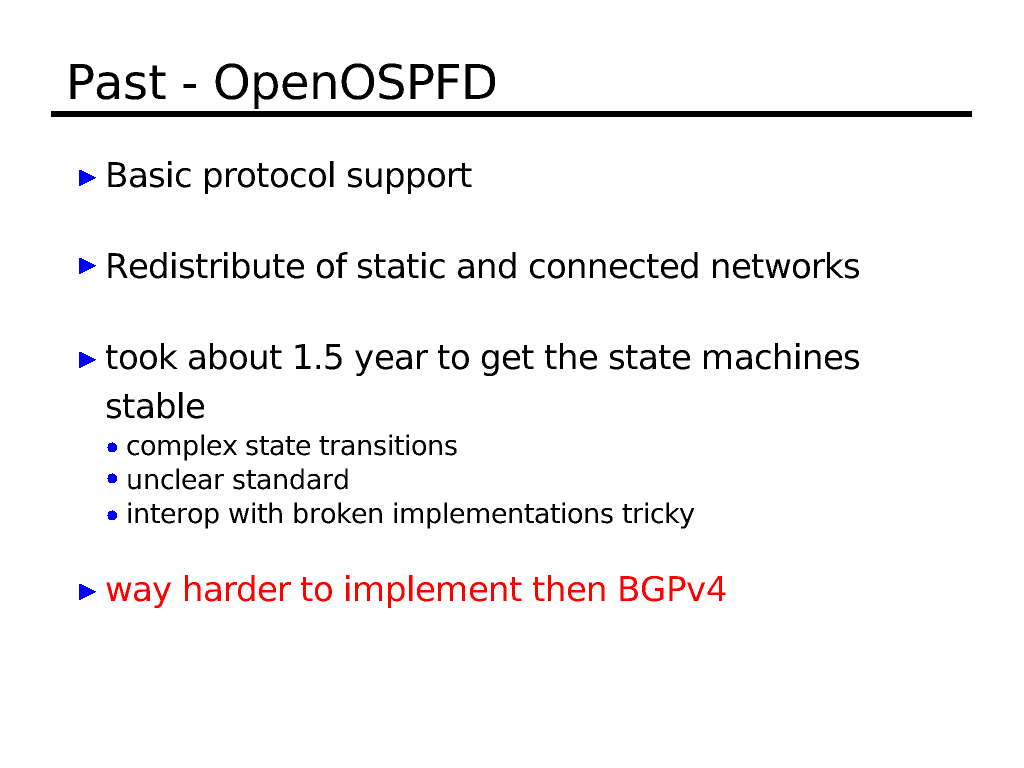 Past - OpenOSPFD
Basic protocol support
Redistribute of static and connected networks
took about 1.5 year to get the state machines
stable
complex state transitions
unclear standard
interop with broken implementations tricky
way harder to implement then BGPv4